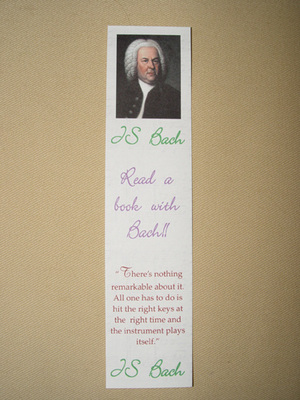 JS Bach
Read a
book with
Bach!!
"There's nothing
remarkable about it.
All one has to do is
hit the right keys at
the right time and
the instrument plays
itself."
JS Bach